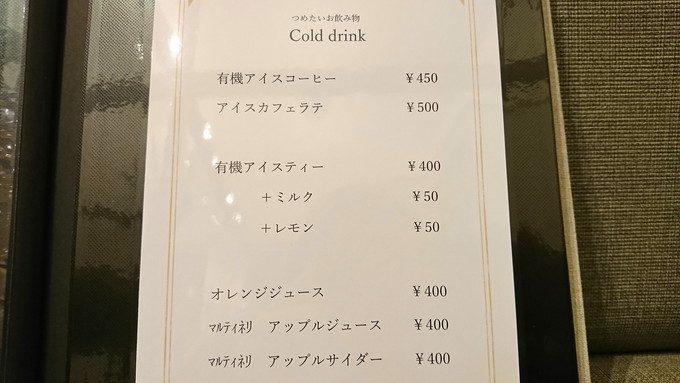 つめたいお飲み物
Cold drink
有機アイスコーヒー ￥450
アイスカフェラテ ￥500
有機アイスティー ￥400
＋ミルク ￥50
＋レモン ￥50
オレンジジュース ￥400
ﾏﾙﾃｨﾈﾘ アップルジュース ￥400
ﾏﾙﾃｨﾈﾘ アップルサイダー ￥400